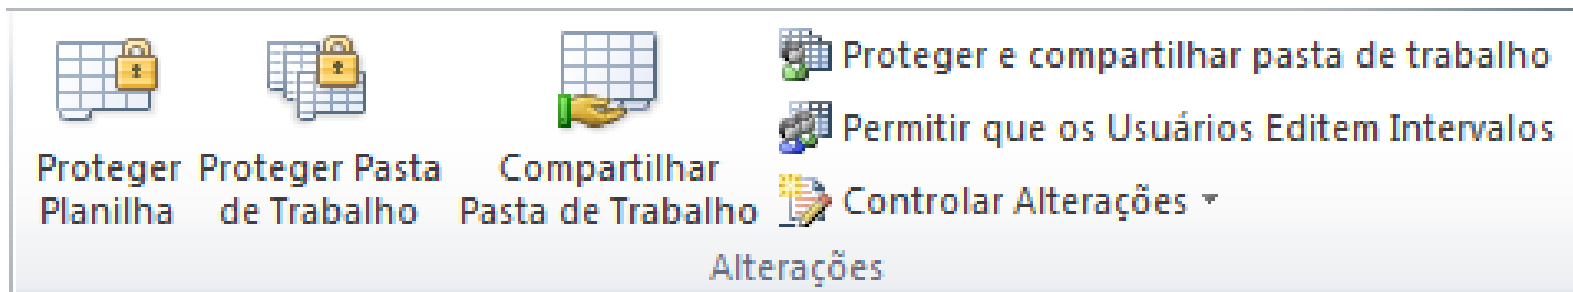 Proteger
Planilha
Proteger Pasta
de Trabalho
Compartilhar
Pasta de Trabalho
Proteger e compartilhar pasta de trabalho
Permitir que os Usuários Editem Intervalos
Controlar Alterações
Alterações